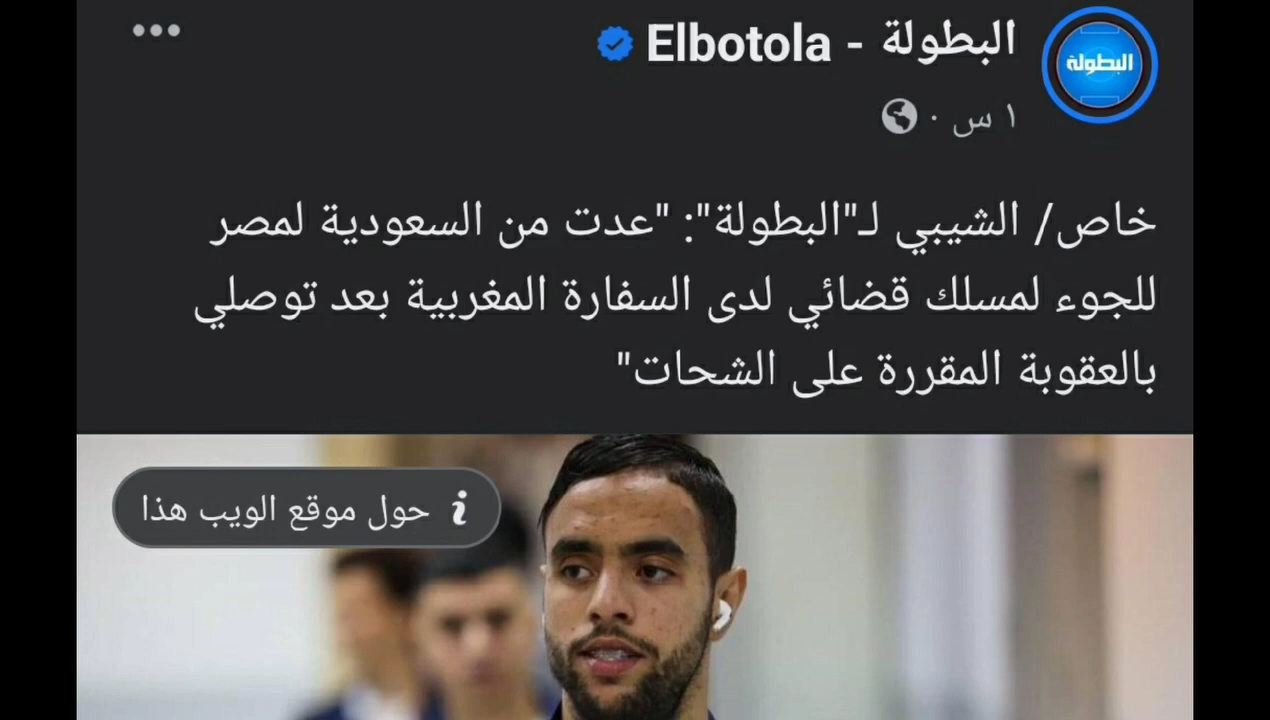 البطولة - Elbotola
البطولة
١ س ·
خاص/ الشيبي لـ"البطولة": "عدت من السعودية لمصر
للجوء لمسلك قضائي لدى السفارة المغربية بعد توصلي
بالعقوبة المقررة على الشحات"
حول موقع الويب هذا